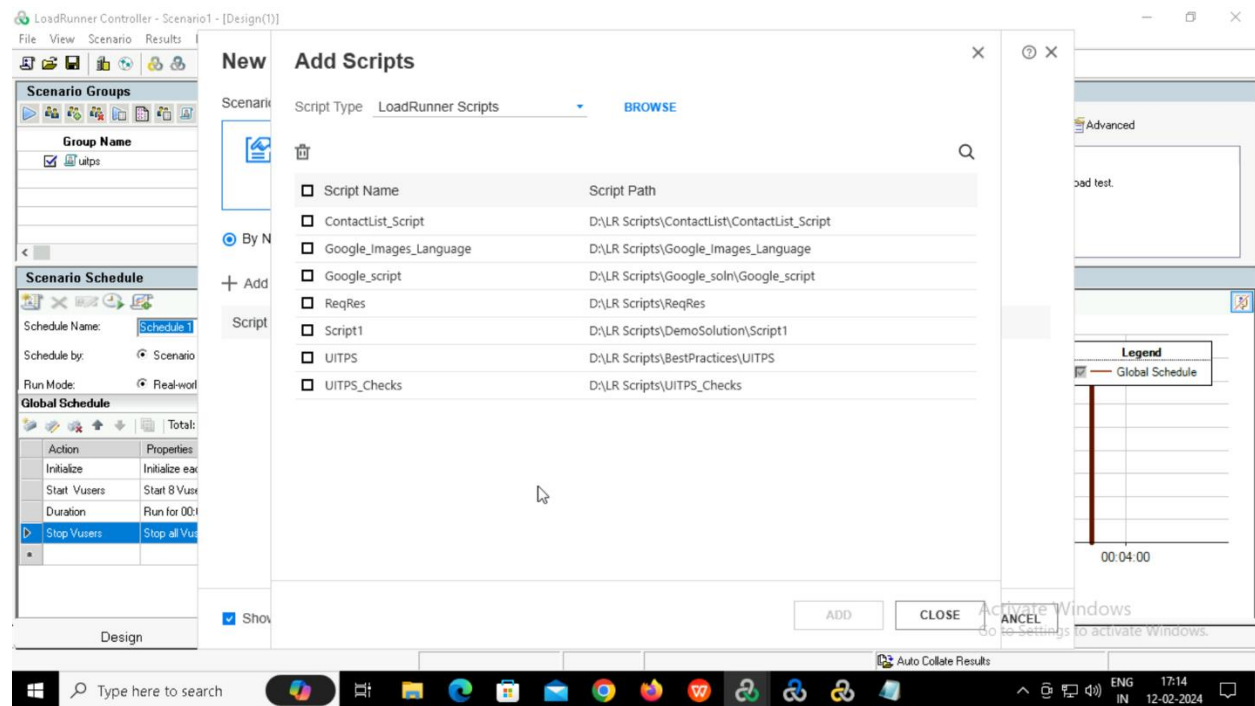 LoadRunner Controller - Scenario1 - [Design(1)]
File View Scenario Results
New
Add Scripts
Scenario Groups
Group Name
uitps
Script Type LoadRunner Scripts BROWSE
Advanced
oad test.
By N
Add
Script
Script Name Script Path
ContactList_Script D:\LR Scripts\ContactList\ContactList_Script
Google_Images_Language D:\LR Scripts\Google_Images_Language
Google_script D:\LR Scripts\Google_soln\Google_script
ReqRes D:\LR Scripts\ReqRes
Script1 D:\LR Scripts\DemoSolution\Script1
UITPS D:\LR Scripts\BestPractices\UITPS
UITPS_Checks D:\LR Scripts\UITPS_Checks
Scenario Schedule
Schedule Name: Schedule 1
Schedule by: Scenario
Run Mode: Real-worl
Global Schedule
Total:
Action Properties
Initialize Initialize eac
Start Vusers Start 8 Vuse
Duration Run for 00:
Stop Vusers Stop all Vus
Legend
Global Schedule
00:04:00
Show
ADD CLOSE ANCEL
Activate Windows
Go to Settings to activate Windows.
Design
Auto Collate Results
Type here to search
ENG
IN
17:14
12-02-2024